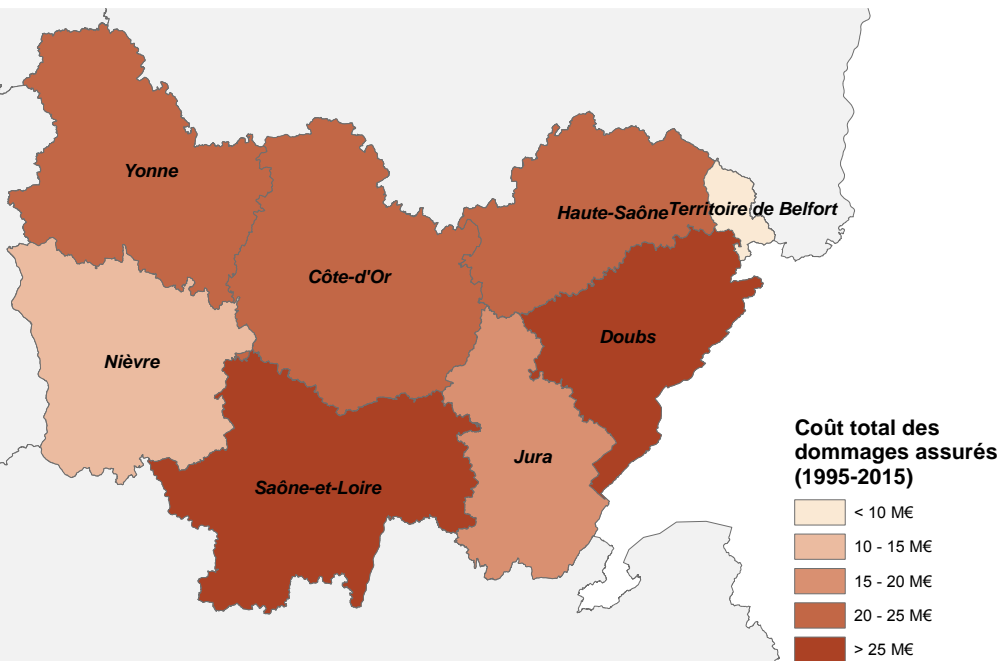 Yonne
Haute-Saône
Territoire de Belfort
Côte-d'Or
Doubs
Nièvre
Jura
Saône-et-Loire
Coût total des
dommages assurés
(1995-2015)
< 10 M€
10 - 15 M€
15 - 20 M€
20 - 25 M€
> 25 M€